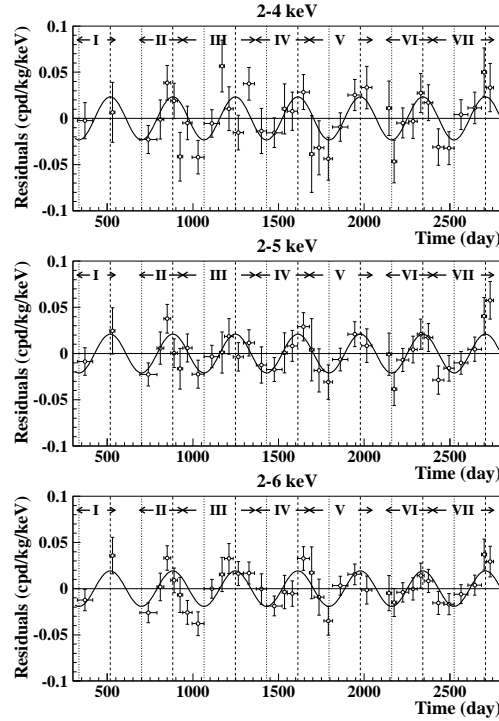 2-4 keV
Residuals (cpd/kg/keV)
0.1
0.05
0
-0.05
-0.1
I II III IV V VI VII
500 1000 1500 2000 2500
Time (day)
2-5 keV
Residuals (cpd/kg/keV)
0.1
0.05
0
-0.05
-0.1
I II III IV V VI VII
500 1000 1500 2000 2500
Time (day)
2-6 keV
Residuals (cpd/kg/keV)
0.1
0.05
0
-0.05
-0.1
I II III IV V VI VII
500 1000 1500 2000 2500
Time (day)